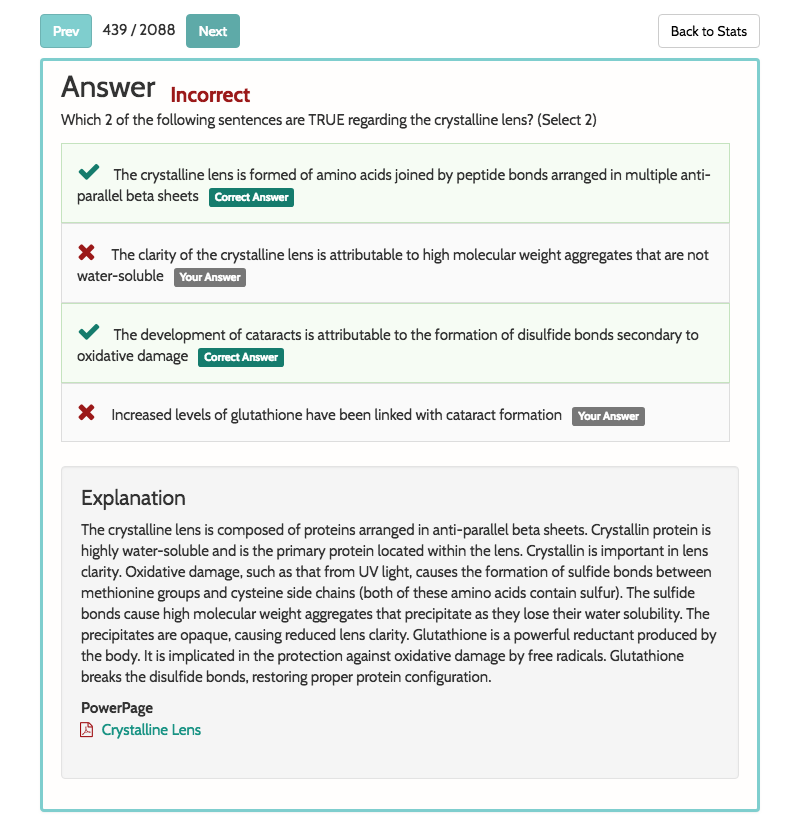 Prev 439 / 2088 Next Back to Stats
Answer Incorrect
Which 2 of the following sentences are TRUE regarding the crystalline lens? (Select 2)
The crystalline lens is formed of amino acids joined by peptide bonds arranged in multiple anti-
parallel beta sheets Correct Answer
The clarity of the crystalline lens is attributable to high molecular weight aggregates that are not
water-soluble Your Answer
The development of cataracts is attributable to the formation of disulfide bonds secondary to
oxidative damage Correct Answer
Increased levels of glutathione have been linked with cataract formation Your Answer
Explanation
The crystalline lens is composed of proteins arranged in anti-parallel beta sheets. Crystallin protein is
highly water-soluble and is the primary protein located within the lens. Crystallin is important in lens
clarity. Oxidative damage, such as that from UV light, causes the formation of sulfide bonds between
methionine groups and cysteine side chains (both of these amino acids contain sulfur). The sulfide
bonds cause high molecular weight aggregates that precipitate as they lose their water solubility. The
precipitates are opaque, causing reduced lens clarity. Glutathione is a powerful reductant produced by
the body. It is implicated in the protection against oxidative damage by free radicals. Glutathione
breaks the disulfide bonds, restoring proper protein configuration.
PowerPage
Crystalline Lens